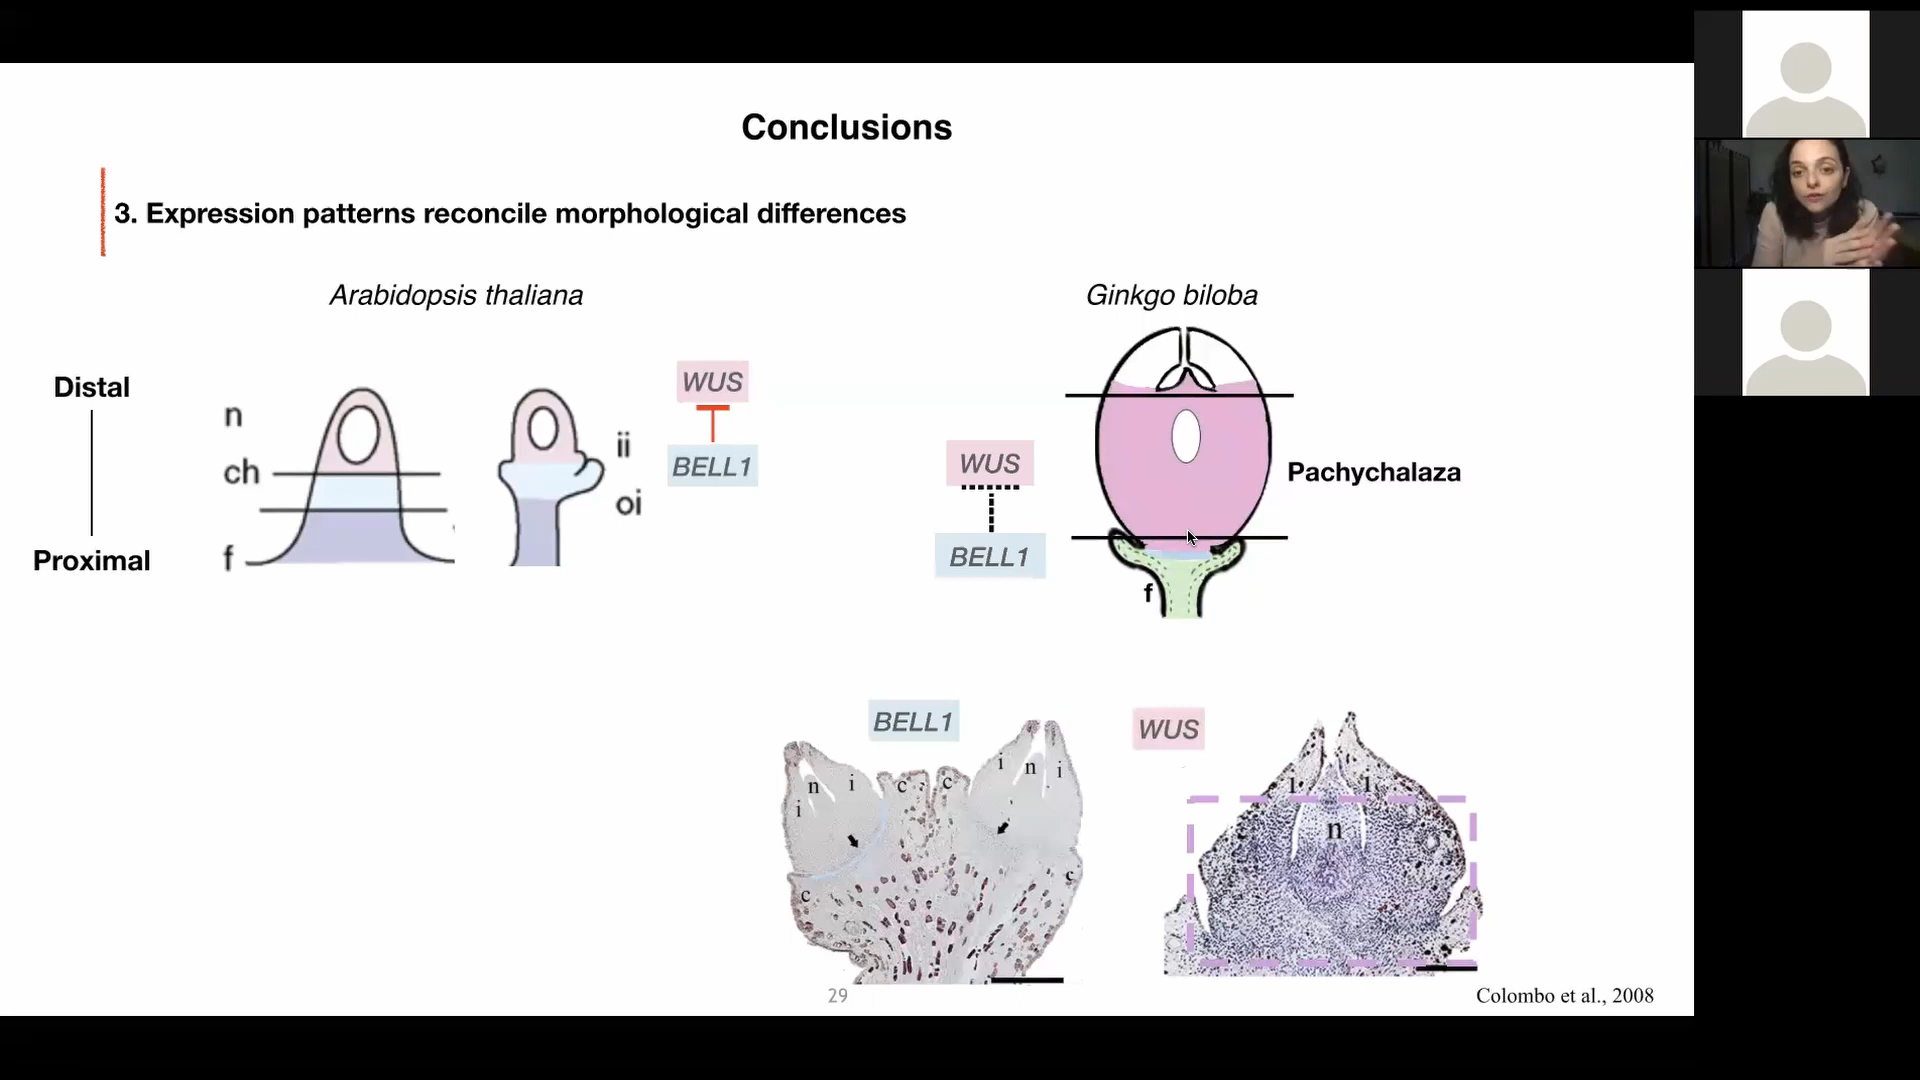 Conclusions
3. Expression patterns reconcile morphological differences
Arabidopsis thaliana
Ginkgo biloba
Distal
Proximal
n
ch
f
ii
oi
WUS
BELL1
WUS
BELL1
Pachychalaza
f
BELL1
WUS
i n i
n i c c
i
c
c
i i
n
29
Colombo et al., 2008